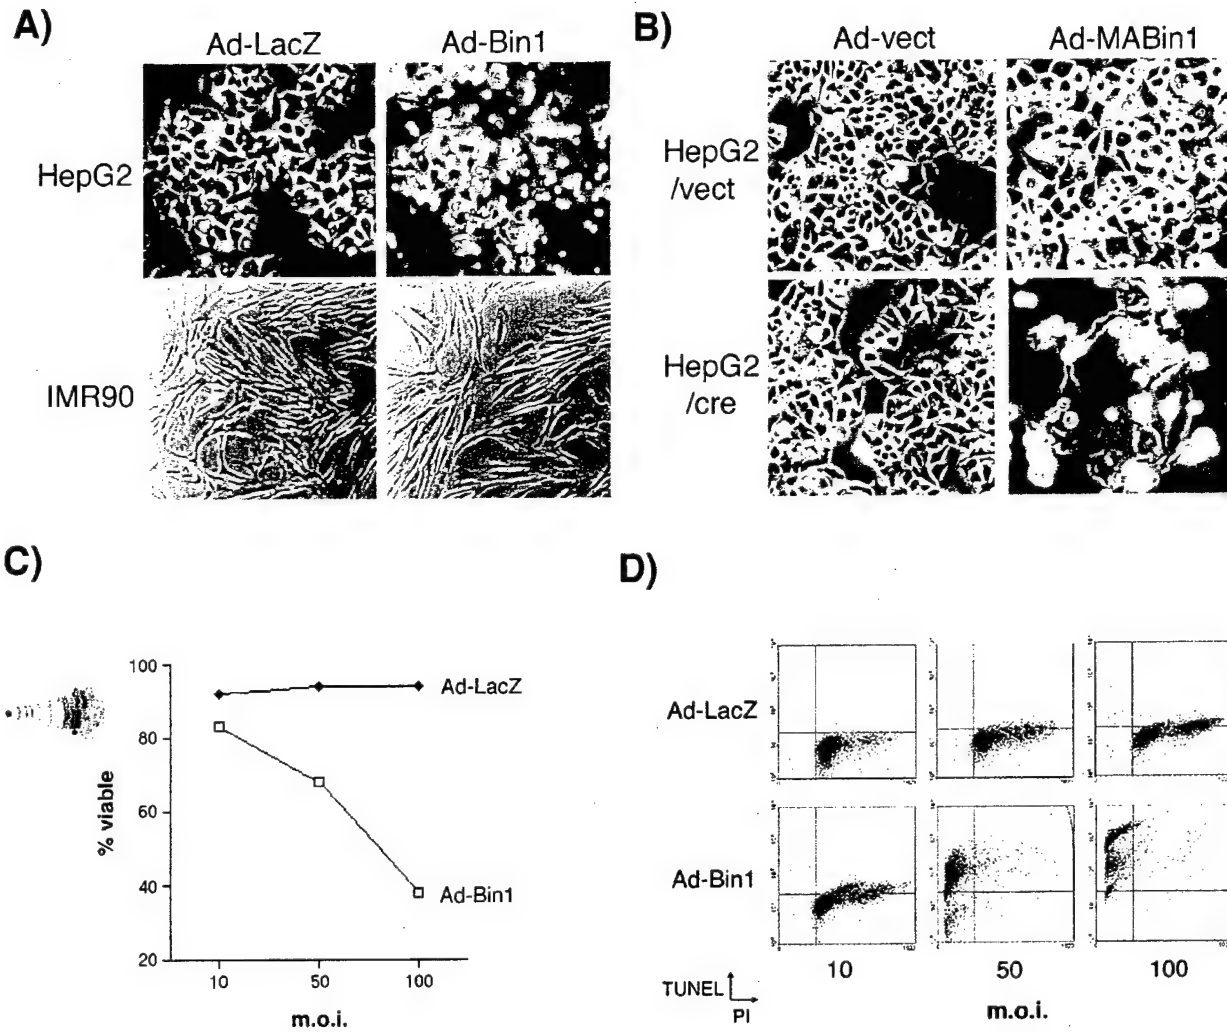 A)
Ad-LacZ Ad-Bin1
HepG2
IMR90
B)
Ad-vect Ad-MABin1
HepG2
/vect
HepG2
/cre
C)
100
80
60
40
20
% viable
Ad-LacZ
Ad-Bin1
10 50 100
m.o.i.
D)
Ad-LacZ
Ad-Bin1
10 50 100
TUNEL
PI
m.o.i.